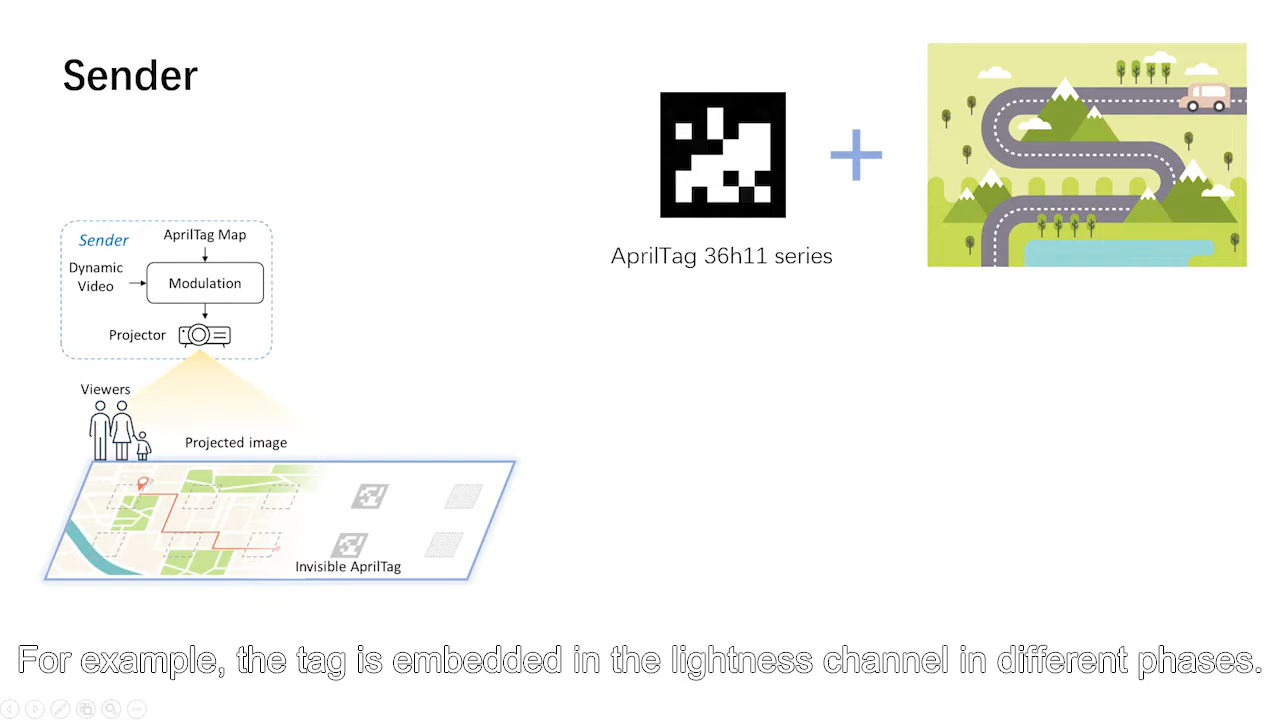 Sender
AprilTag 36h11 series
Sender
AprilTag Map
Dynamic
Video
Modulation
Projector
Viewers
Projected image
Invisible AprilTag
For example, the tag is embedded in the lightness channel in different phases.